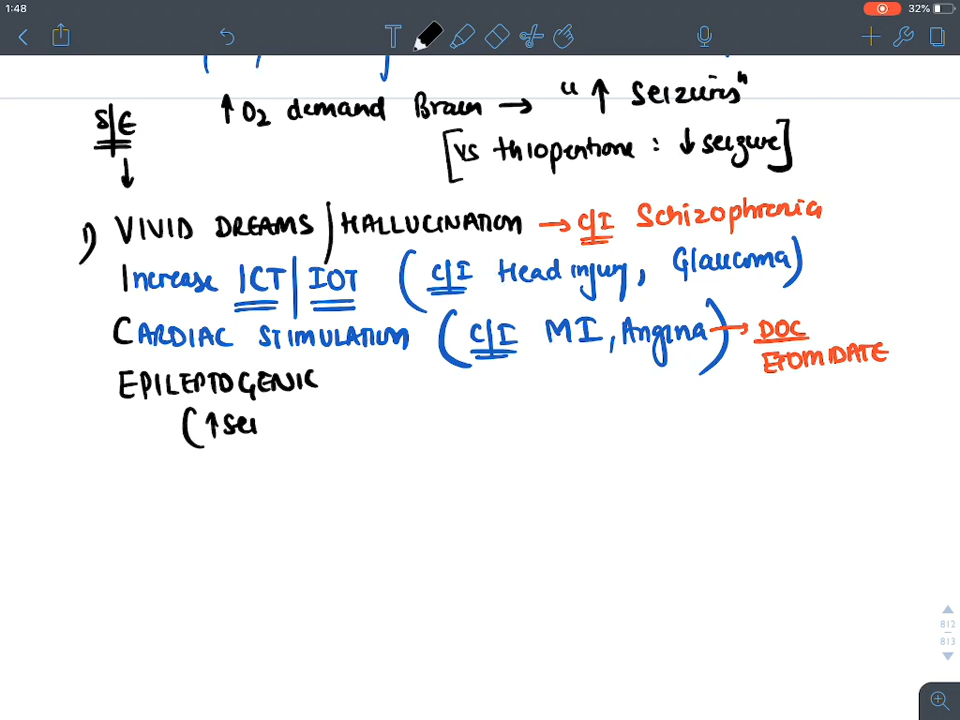 1:48
32%
T
↑ O2 demand Brain → "↑ seizures"
S/E
[vs thiopentone : ↓ seizure]
↓
1) VIVID DREAMS | HALLUCINATION → C/I Schizophrenia
Increase ICT | IOT (C/I Head injury, Glaucoma)
CARDIAC STIMULATION (C/I MI, Angina) → DOC
ETOMIDATE
EPILEPTOGENIC
(↑sei
812
813